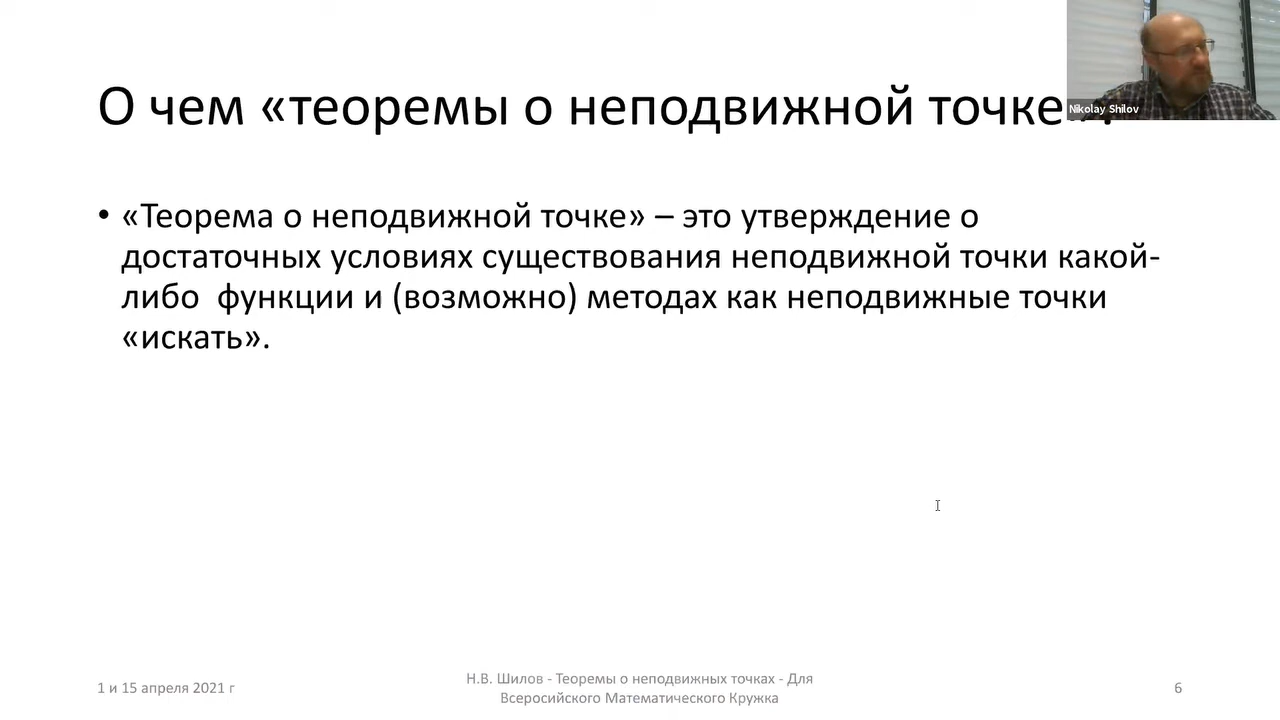 О чем «теоремы о неподвижной точке»?
Nikolay Shilov
• «Теорема о неподвижной точке» – это утверждение о
достаточных условиях существования неподвижной точки какой-
либо функции и (возможно) методах как неподвижные точки
«искать».
1 и 15 апреля 2021 г
Н.В. Шилов - Теоремы о неподвижных точках - Для
Всеросийского Математического Кружка
6